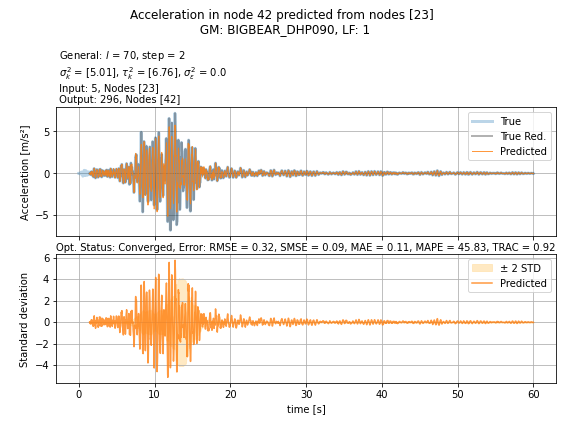 Acceleration in node 42 predicted from nodes [23]
GM: BIGBEAR_DHP090, LF: 1
General: l = 70, step = 2
σ²ₖ = [5.01], τ²ₖ = [6.76], σ²ε = 0.0
Input: 5, Nodes [23]
Output: 296, Nodes [42]
Acceleration [m/s²]
5
0
−5
True
True Red.
Predicted
Opt. Status: Converged, Error: RMSE = 0.32, SMSE = 0.09, MAE = 0.11, MAPE = 45.83, TRAC = 0.92
Standard deviation
6
4
2
0
−2
−4
± 2 STD
Predicted
0 10 20 30 40 50 60
time [s]